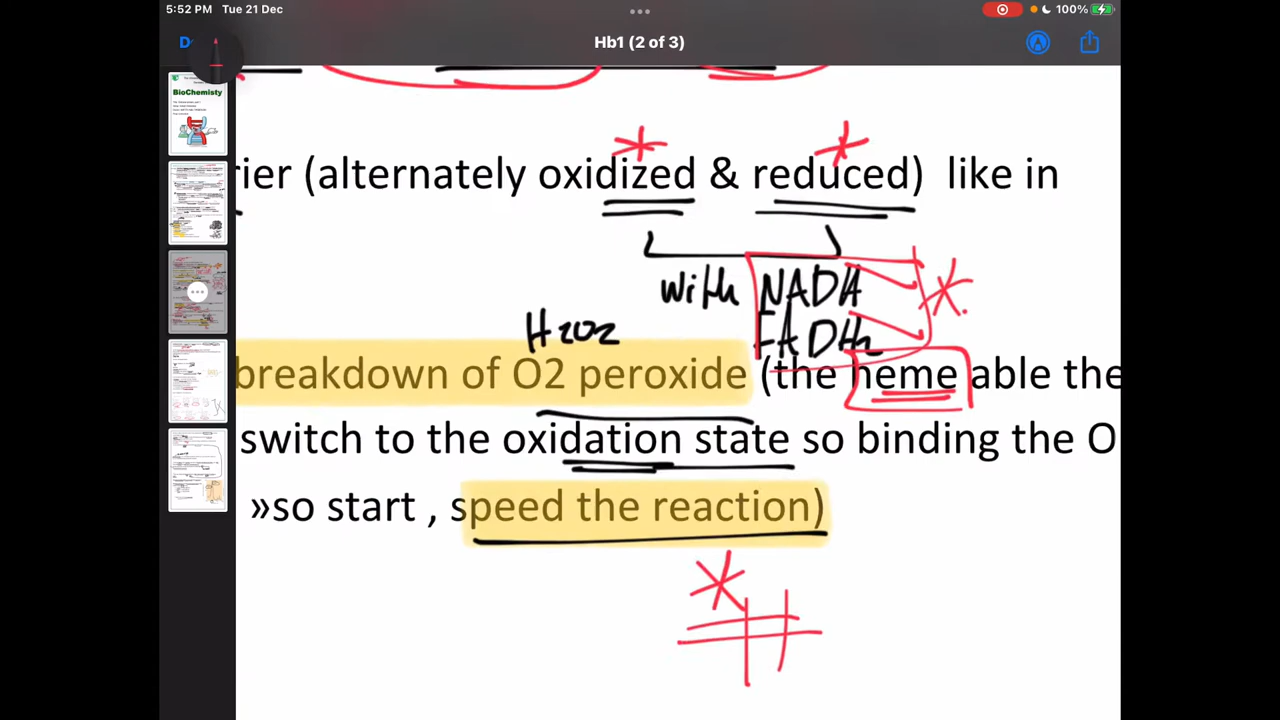 5:52 PM Tue 21 Dec
100%
Hb1 (2 of 3)
BioChemisty
rier (alternately oxidized & reduced) like in
with NADH
H2O2
FADH2
breakdown of O2 peroxide (the heme able the
switch to the oxidation state so binding the O
»so start , speed the reaction)